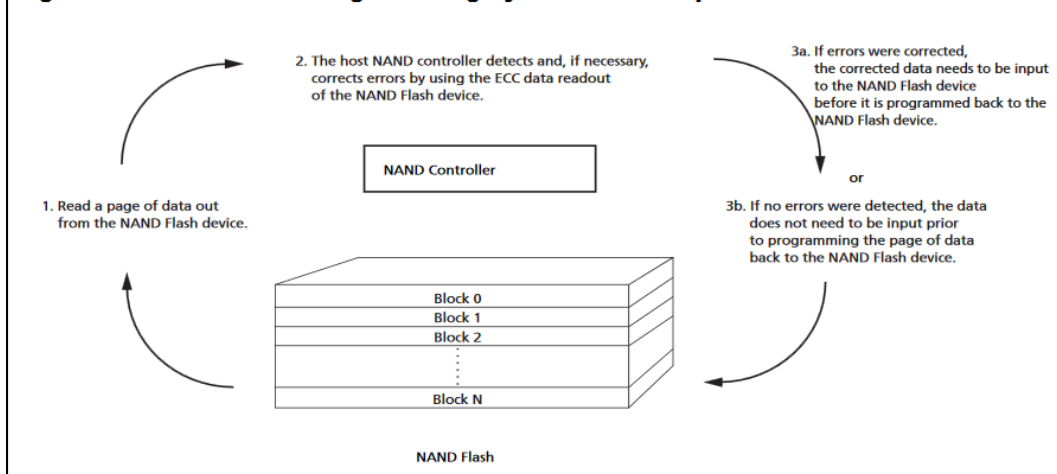 2. The host NAND controller detects and, if necessary,
corrects errors by using the ECC data readout
of the NAND Flash device.
3a. If errors were corrected,
the corrected data needs to be input
to the NAND Flash device
before it is programmed back to the
NAND Flash device.
NAND Controller
or
1. Read a page of data out
from the NAND Flash device.
3b. If no errors were detected, the data
does not need to be input prior
to programming the page of data
back to the NAND Flash device.
Block 0
Block 1
Block 2
Block N
NAND Flash